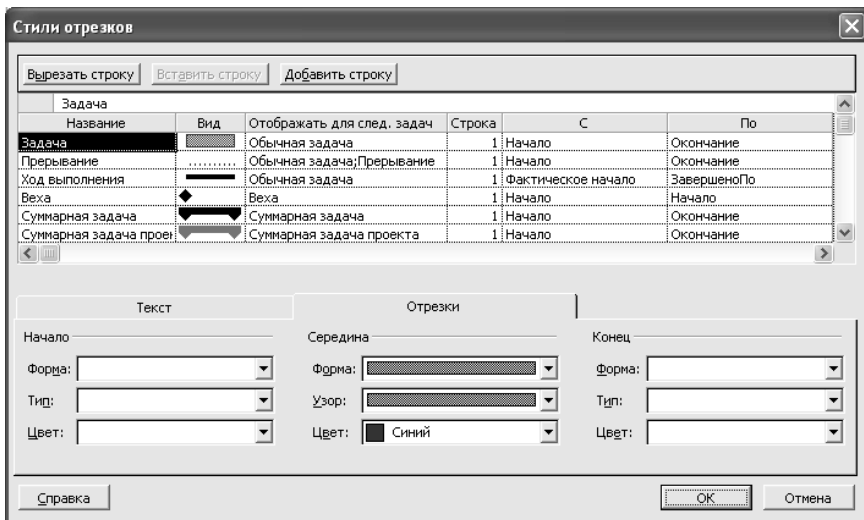 Стили отрезков
Вырезать строку Вставить строку Добавить строку
Задача
Название Вид Отображать для след. задач Строка С По
Задача Обычная задача 1 Начало Окончание
Прерывание Обычная задача;Прерывание 1 Начало Окончание
Ход выполнения Обычная задача 1 Фактическое начало ЗавершеноПо
Веха Веха 1 Начало Начало
Суммарная задача Суммарная задача 1 Начало Окончание
Суммарная задача проек Суммарная задача проекта 1 Начало Окончание
Текст Отрезки
Начало Середина Конец
Форма: Форма: Форма:
Тип: Узор: Тип:
Цвет: Цвет: Синий Цвет:
Справка ОК Отмена